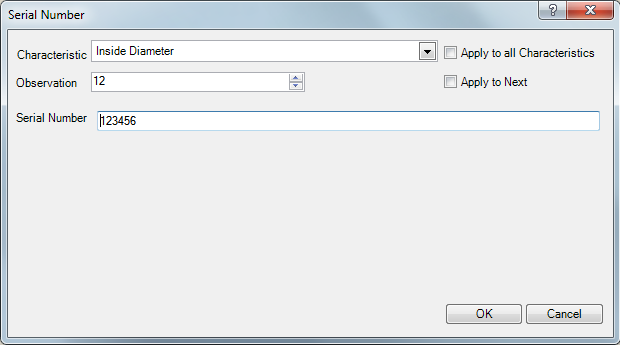 Serial Number
?
Characteristic Inside Diameter Apply to all Characteristics
Observation 12 Apply to Next
Serial Number 123456
OK Cancel